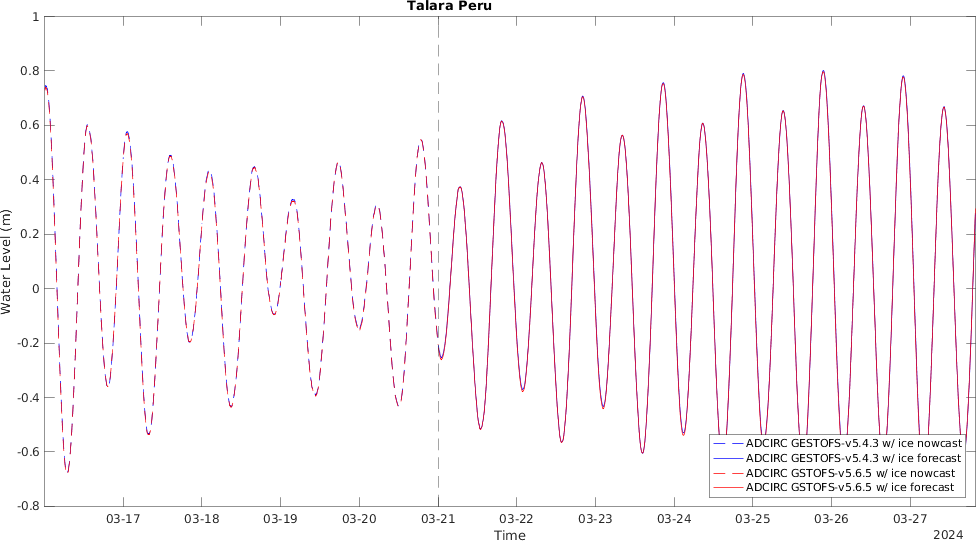 Talara Peru
Water Level (m)
1
0.8
0.6
0.4
0.2
0
-0.2
-0.4
-0.6
-0.8
ADCIRC GESTOFS-v5.4.3 w/ ice nowcast
ADCIRC GESTOFS-v5.4.3 w/ ice forecast
ADCIRC GSTOFS-v5.6.5 w/ ice nowcast
ADCIRC GSTOFS-v5.6.5 w/ ice forecast
03-17 03-18 03-19 03-20 03-21 03-22 03-23 03-24 03-25 03-26 03-27
Time
2024